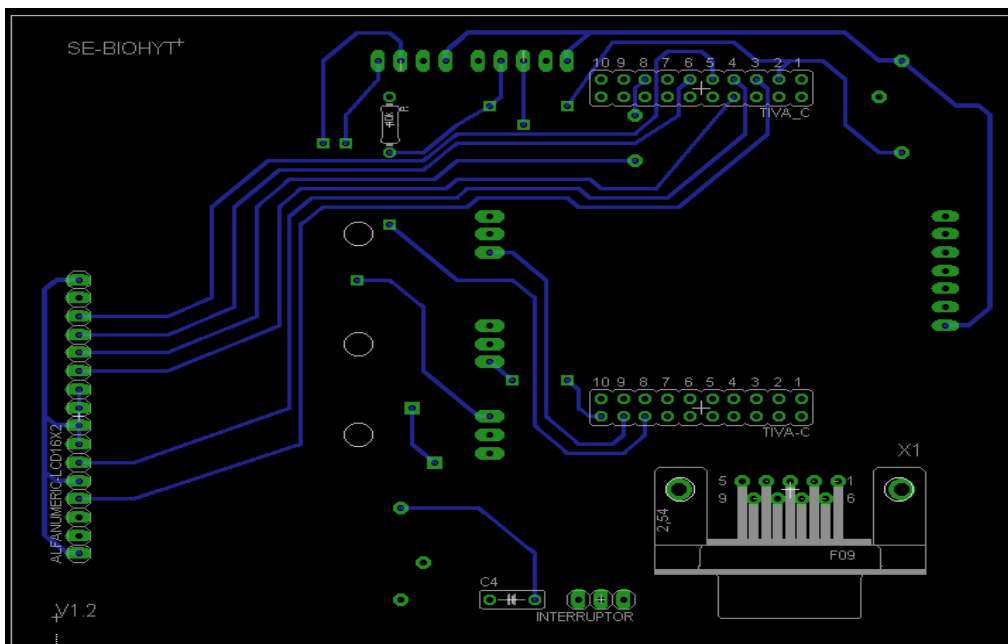 SE-BIOHYT+
10 9 8 7 6 5 4 3 2 1
TIVA_C
ALFANUMERIC-LCD16X2
10 9 8 7 6 5 4 3 2 1
TIVA-C
X1
5 1
9 6
2,54
F09
C4
INTERRUPTOR
V1.2